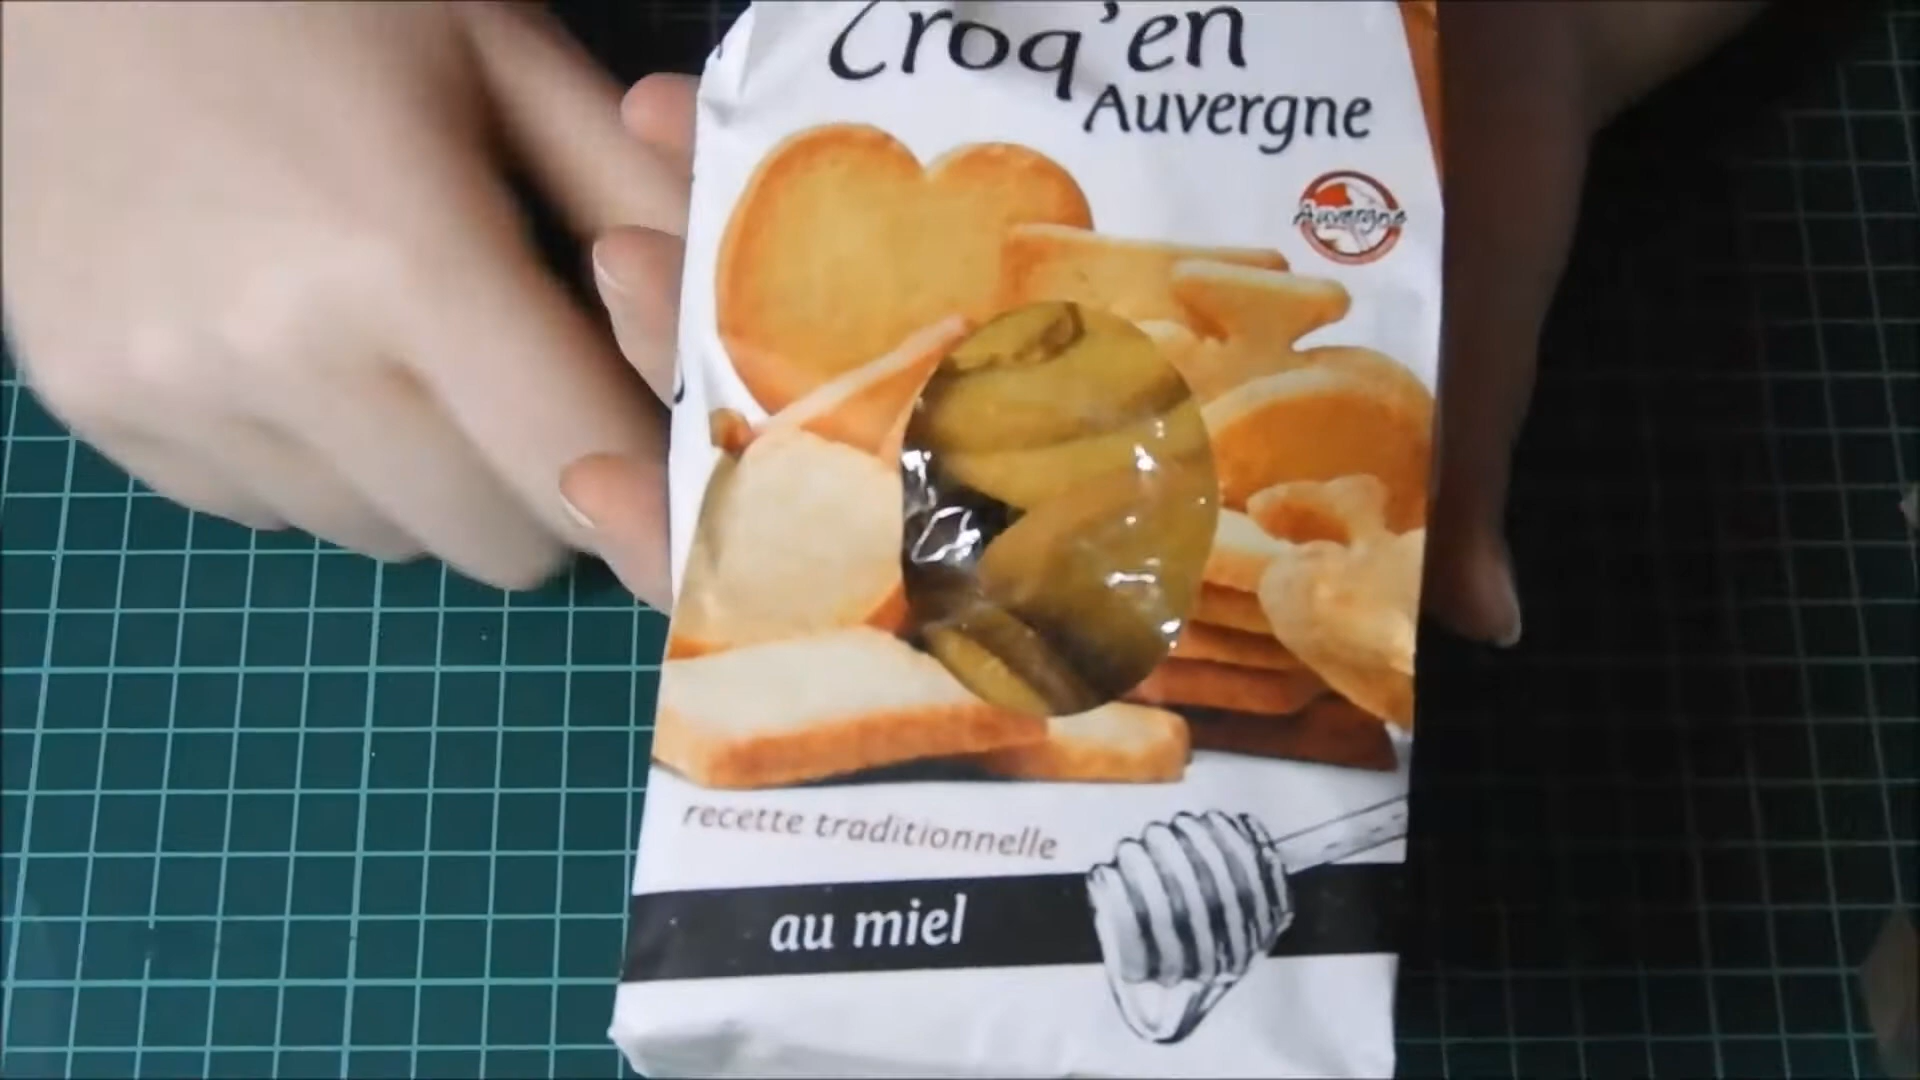 Croq'en
Auvergne
Auvergne
recette traditionnelle
au miel